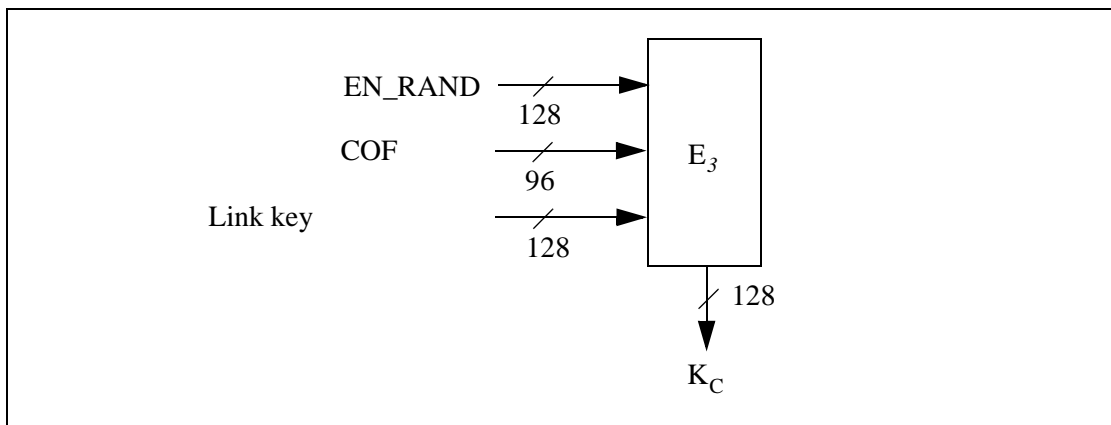 EN_RAND
128
COF
96
Link key
128
E3
128
KC